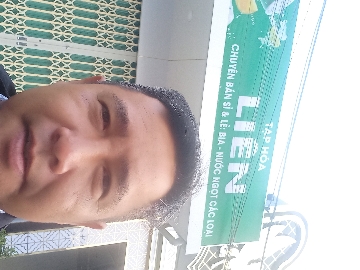 TẠP HÓA
LIÊN
CHUYÊN BÁN SỈ & LẺ: BIA - NƯỚC NGỌT CÁC LOẠI